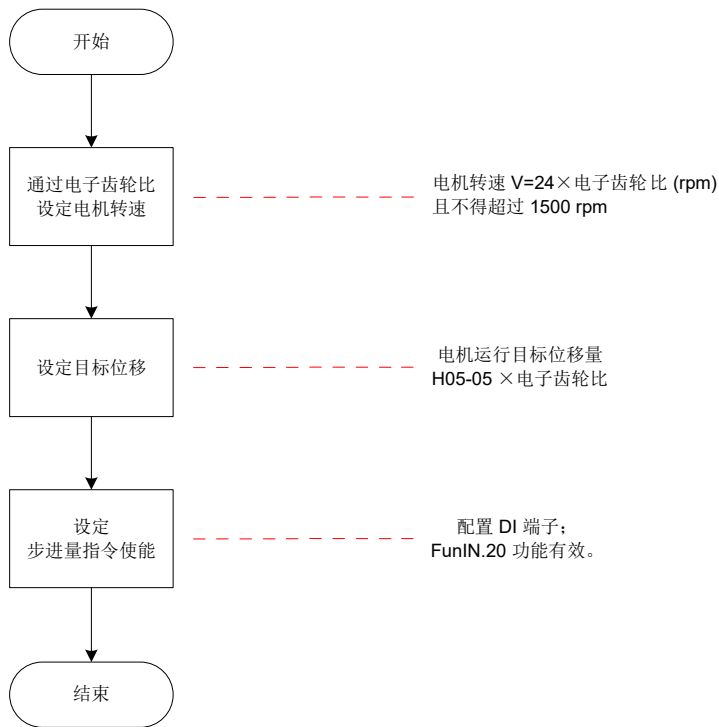 开始
通过电子齿轮比
设定电机转速
电机转速 V=24×电子齿轮比 (rpm)
且不得超过 1500 rpm
设定目标位移
电机运行目标位移量
H05-05 ×电子齿轮比
设定
步进量指令使能
配置 DI 端子；
FunIN.20 功能有效。
结束